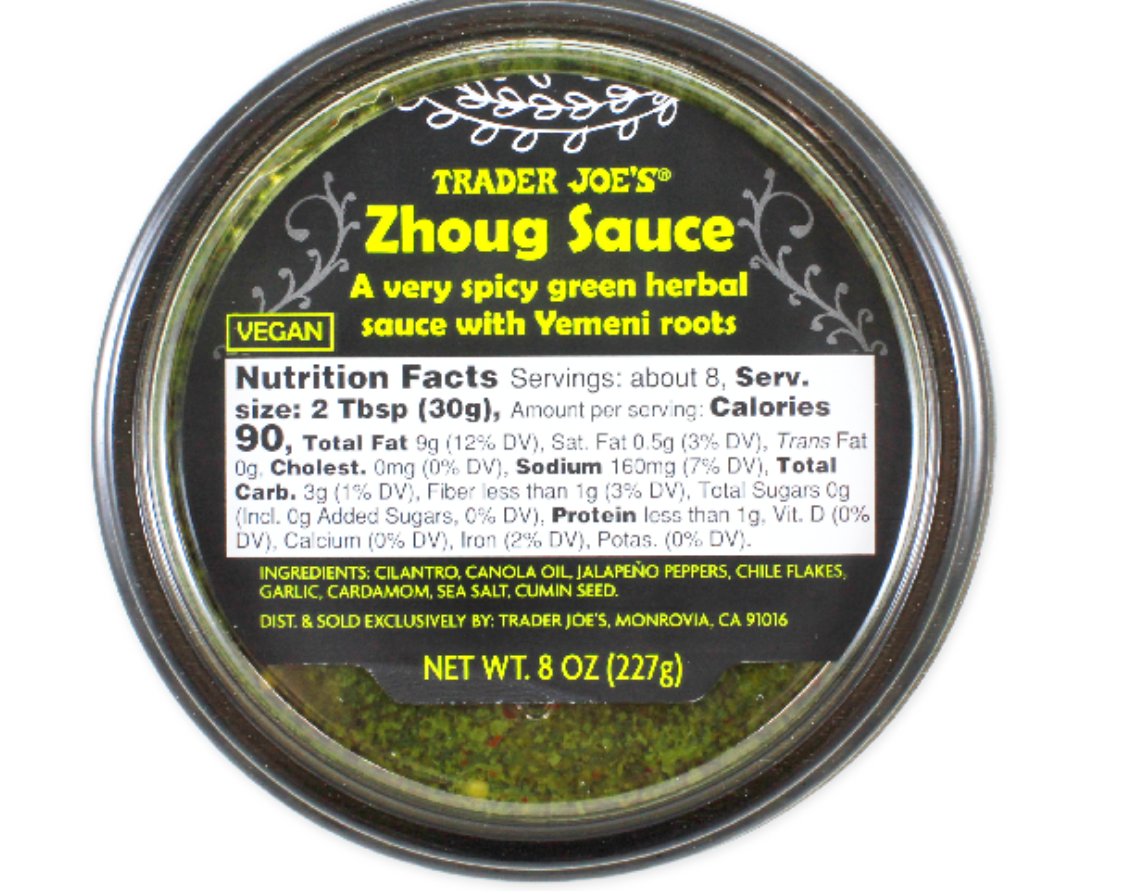 TRADER JOE'S®
Zhoug Sauce
A very spicy green herbal
sauce with Yemeni roots
VEGAN
Nutrition Facts Servings: about 8, Serv.
size: 2 Tbsp (30g), Amount per serving: Calories
90, Total Fat 9g (12% DV), Sat. Fat 0.5g (3% DV), Trans Fat
0g, Cholest. 0mg (0% DV), Sodium 160mg (7% DV), Total
Carb. 3g (1% DV), Fiber less than 1g (3% DV), Total Sugars 0g
(Incl. 0g Added Sugars, 0% DV), Protein less than 1g, Vit. D (0%
DV), Calcium (0% DV), Iron (2% DV), Potas. (0% DV).
INGREDIENTS: CILANTRO, CANOLA OIL, JALAPEÑO PEPPERS, CHILE FLAKES,
GARLIC, CARDAMOM, SEA SALT, CUMIN SEED.
DIST. & SOLD EXCLUSIVELY BY: TRADER JOE'S, MONROVIA, CA 91016
NET WT. 8 OZ (227g)